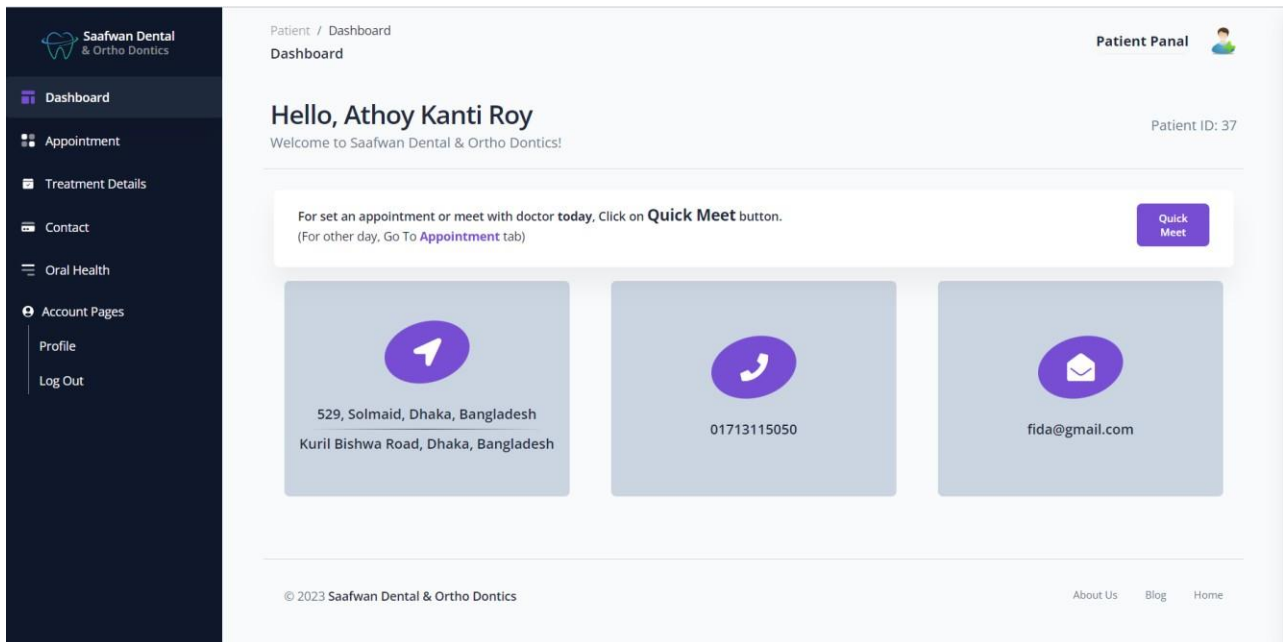 Saafwan Dental
& Ortho Dontics
Dashboard
Appointment
Treatment Details
Contact
Oral Health
Account Pages
Profile
Log Out
Patient / Dashboard
Dashboard
Patient Panal
Hello, Athoy Kanti Roy
Welcome to Saafwan Dental & Ortho Dontics!
Patient ID: 37
For set an appointment or meet with doctor today, Click on Quick Meet button.
(For other day, Go To Appointment tab)
Quick
Meet
529, Solmaid, Dhaka, Bangladesh
Kuril Bishwa Road, Dhaka, Bangladesh
01713115050
fida@gmail.com
© 2023 Saafwan Dental & Ortho Dontics
About Us Blog Home